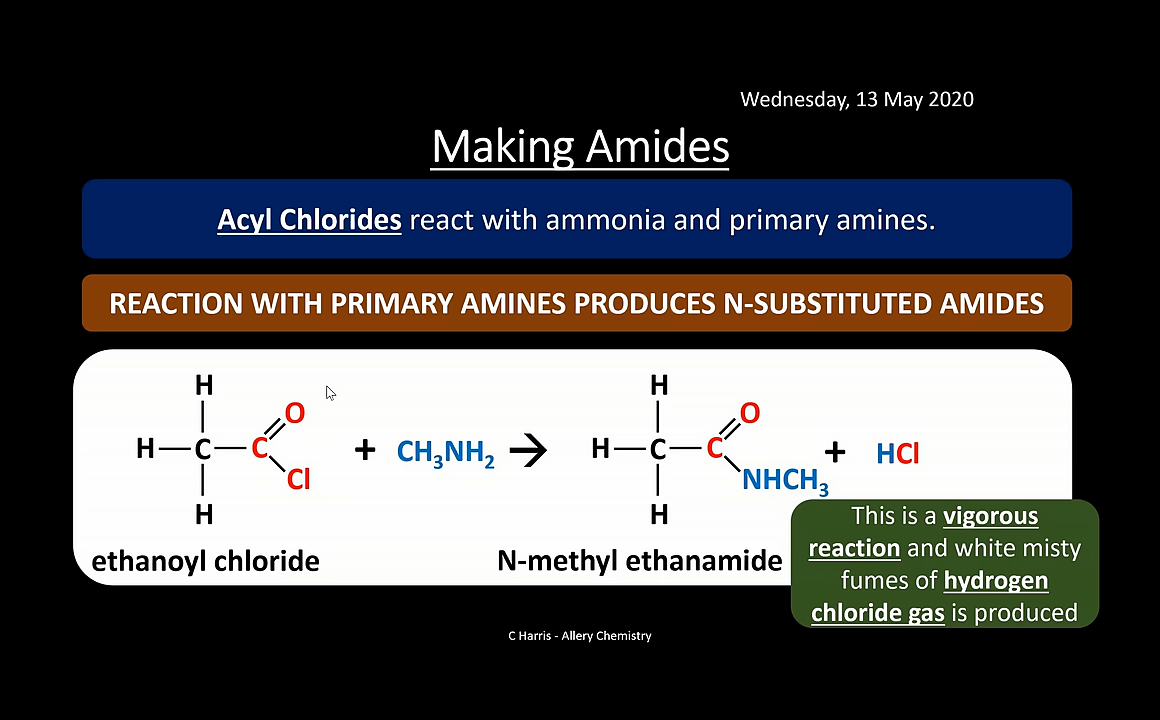 Wednesday, 13 May 2020
Making Amides
Acyl Chlorides react with ammonia and primary amines.
REACTION WITH PRIMARY AMINES PRODUCES N-SUBSTITUTED AMIDES
H H
O O
H C C + CH₃NH₂ → H C C + HCl
Cl NHCH₃
H H
ethanoyl chloride N-methyl ethanamide
This is a vigorous
reaction and white misty
fumes of hydrogen
chloride gas is produced
C Harris - Allery Chemistry